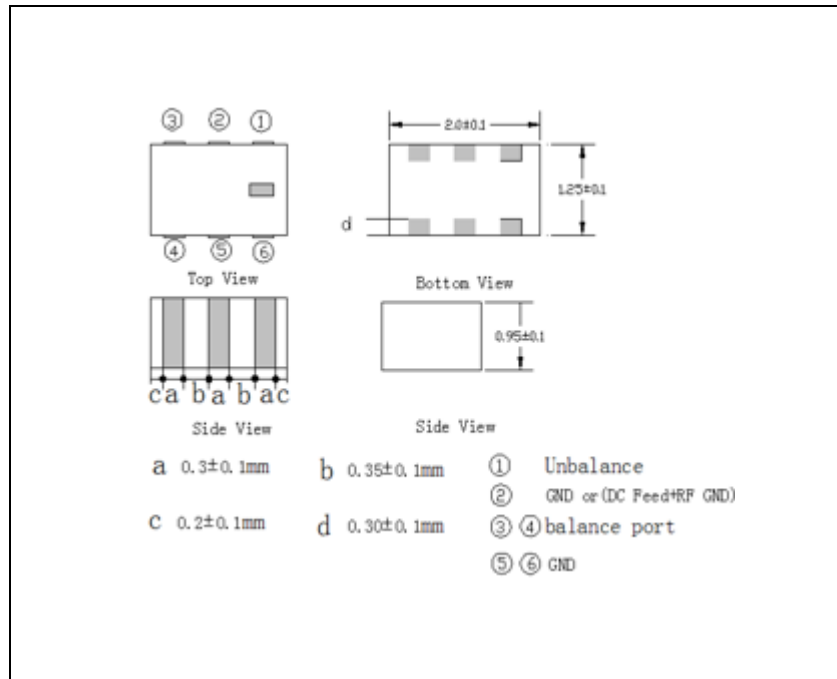 ③ ② ①
2.0±0.1
1.25±0.1
d
④ ⑤ ⑥
Top View
Bottom View
0.95±0.1
c a b a b a c
Side View
Side View
a 0.3±0.1mm
b 0.35±0.1mm
① Unbalance
② GND or(DC Feed+RF GND)
c 0.2±0.1mm
d 0.30±0.1mm
③ ④ balance port
⑤ ⑥ GND